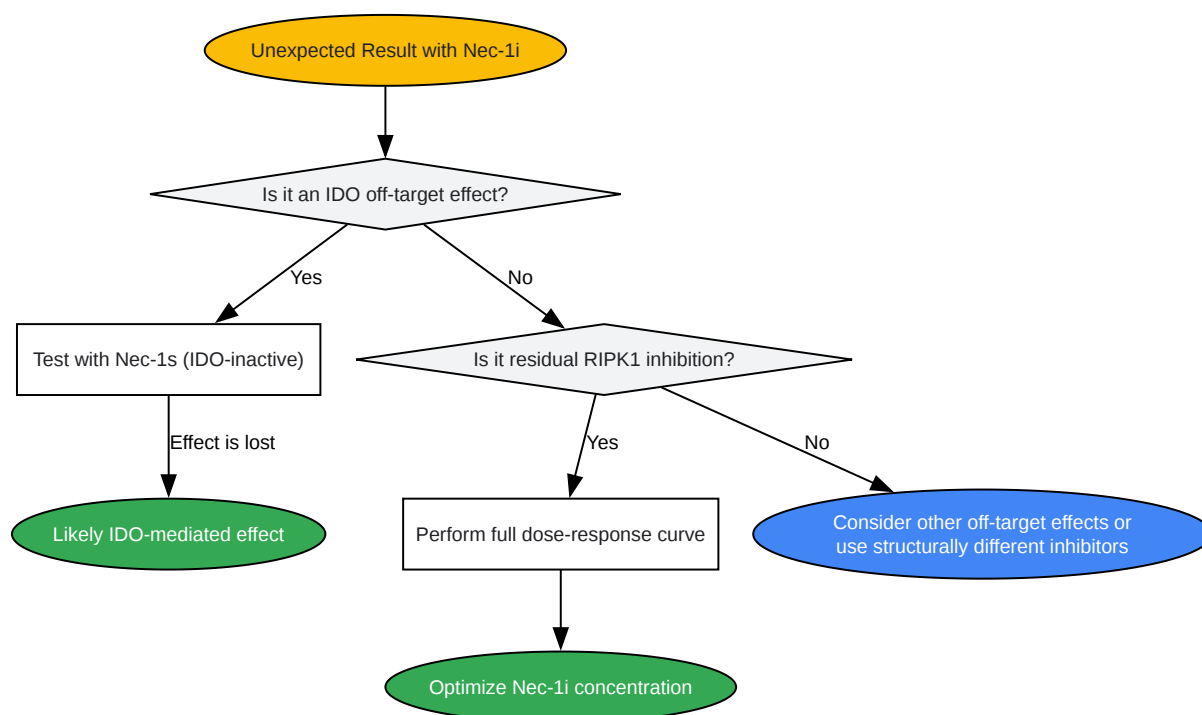 Unexpected Result with Nec-1i
Is it an IDO off-target effect?
Yes
No
Test with Nec-1s (IDO-inactive)
Is it residual RIPK1 inhibition?
Effect is lost
Yes
No
Likely IDO-mediated effect
Perform full dose-response curve
Consider other off-target effects or
use structurally different inhibitors
Optimize Nec-1i concentration